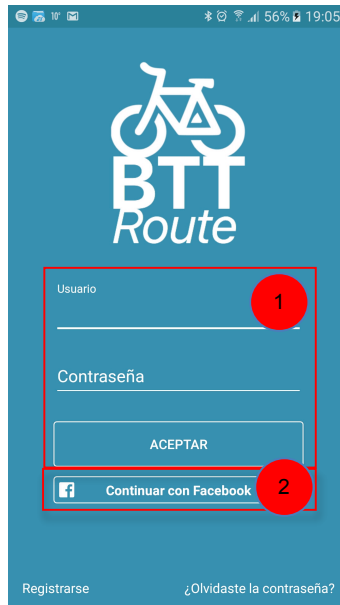 10° 56% 19:05
BTT
Route
Usuario
1
Contraseña
ACEPTAR
Continuar con Facebook 2
Registrarse ¿Olvidaste la contraseña?